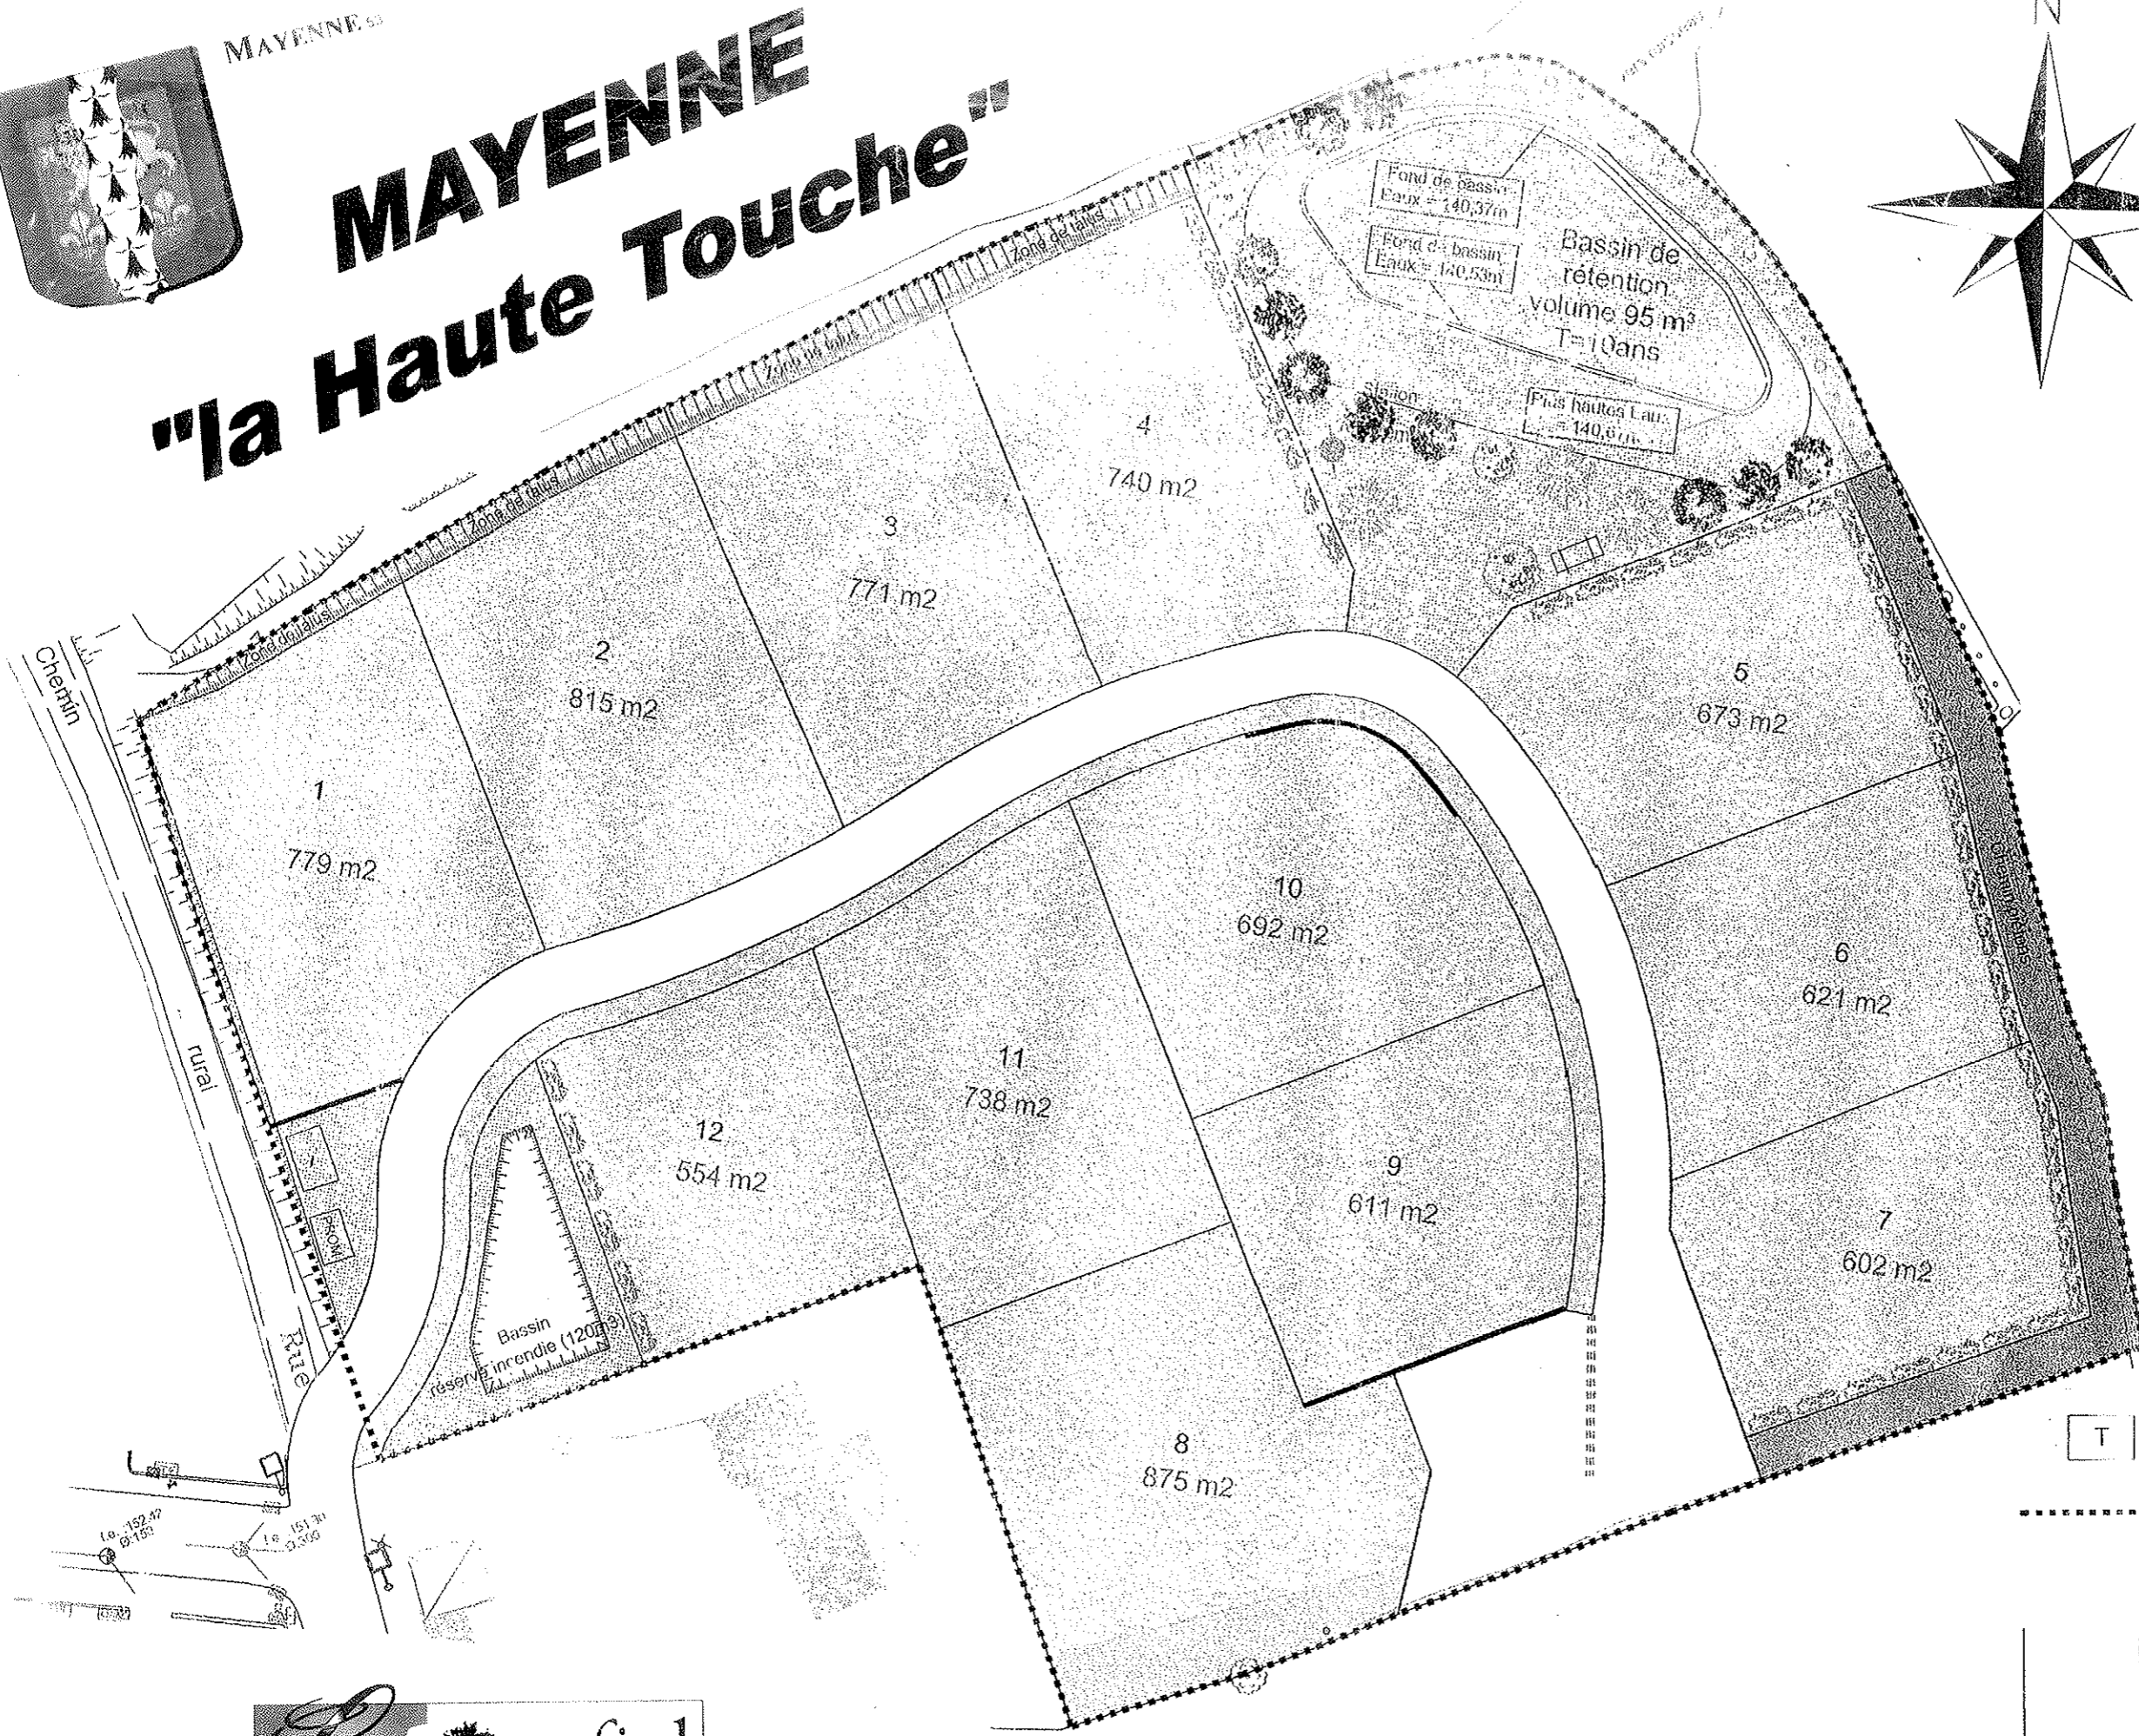 MAYENNE 53
MAYENNE
"la Haute Touche"
N
Fond de bassin
Eaux = 140,37m
Fond de bassin
Eaux = 140,53m
Bassin de
rétention
volume 95 m³
T=10ans
Plus hautes Eaux
= 140,67m
Zone de talus
Zone de talus
Zone de talus
Zone de talus
4
740 m2
3
771 m2
2
815 m2
1
779 m2
5
673 m2
6
621 m2
7
602 m2
10
692 m2
11
738 m2
12
554 m2
9
611 m2
8
875 m2
Chemin
rural
Rue
PROM
Bassin
réserve incendie (120m3)
T